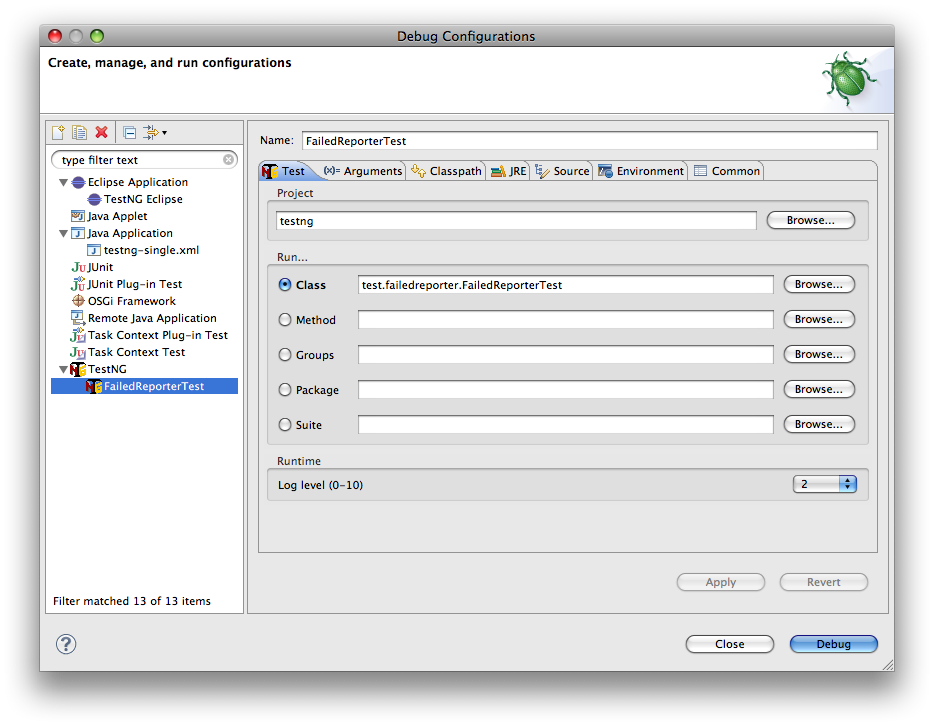 Debug Configurations
Create, manage, and run configurations
type filter text
Eclipse Application
TestNG Eclipse
Java Applet
Java Application
testng-single.xml
JUnit
JUnit Plug-in Test
OSGi Framework
Remote Java Application
Task Context Plug-in Test
Task Context Test
TestNG
FailedReporterTest
Filter matched 13 of 13 items
Name: FailedReporterTest
Test (x)= Arguments Classpath JRE Source Environment Common
Project
testng Browse...
Run...
Class test.failedreporter.FailedReporterTest Browse...
Method Browse...
Groups Browse...
Package Browse...
Suite Browse...
Runtime
Log level (0-10) 2
Apply Revert
? Close Debug